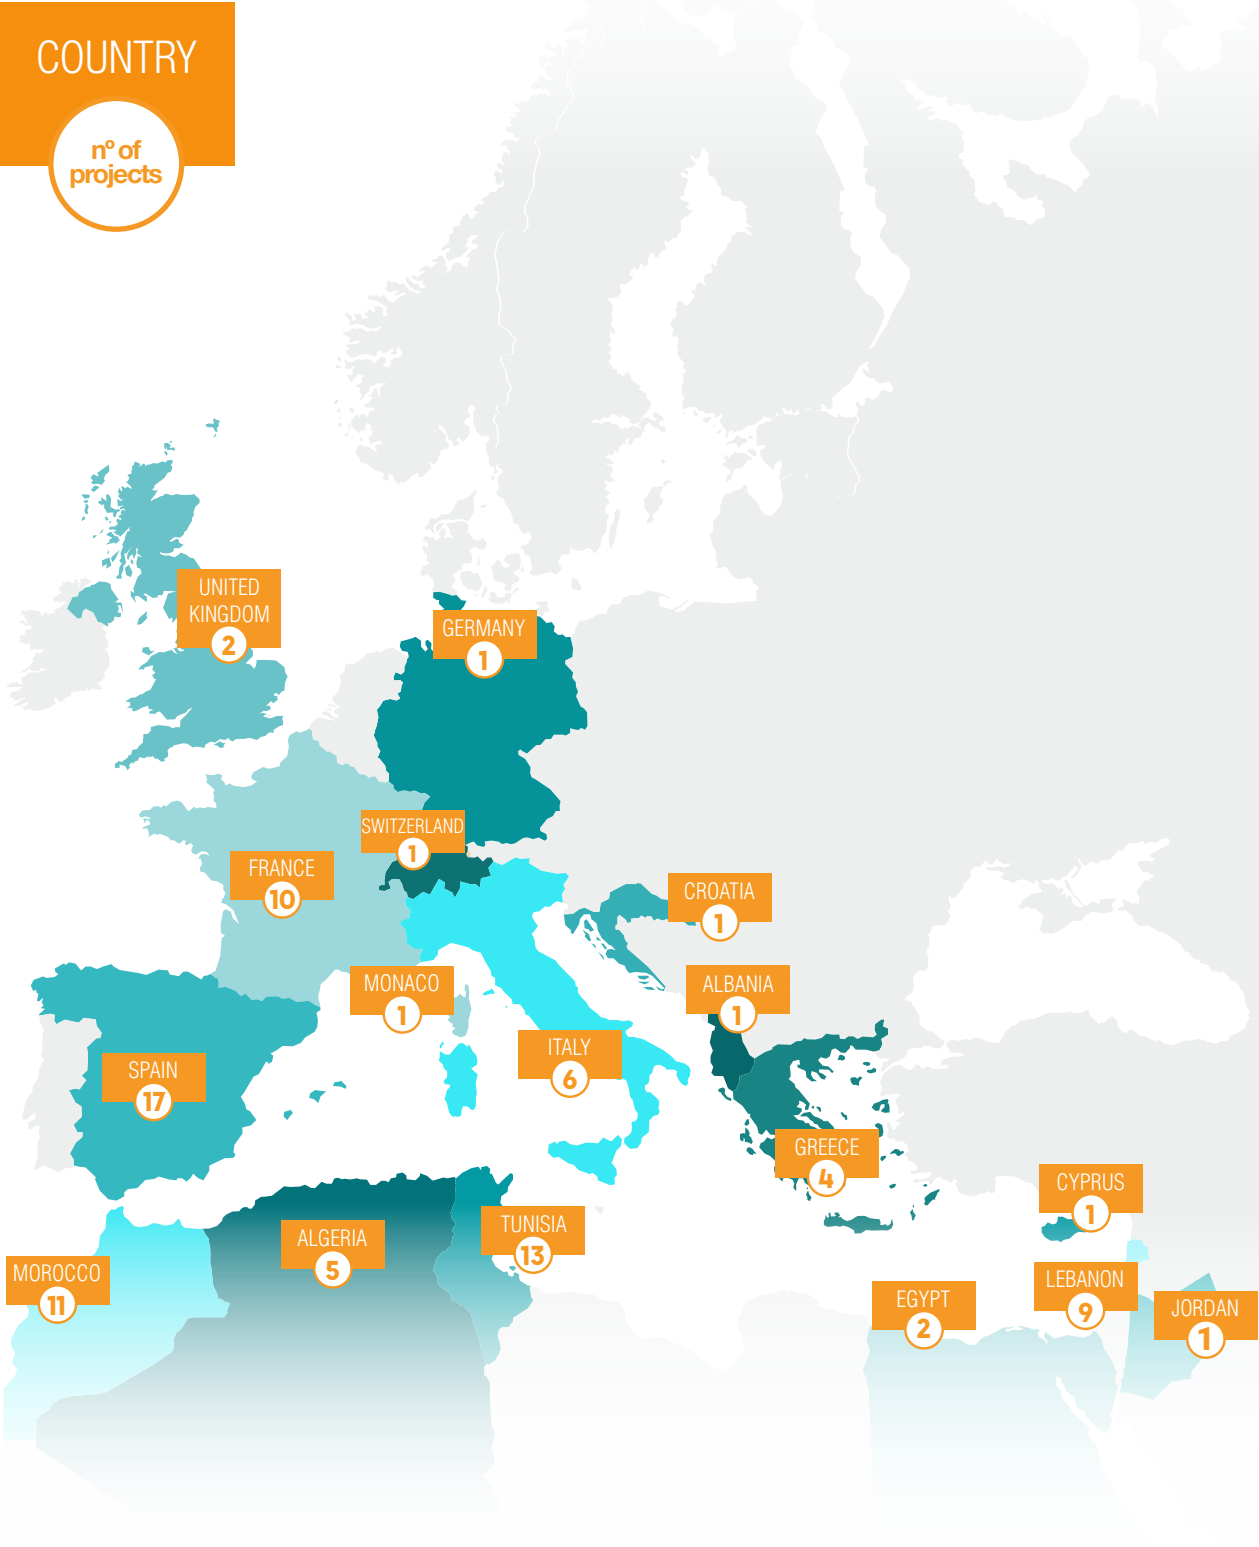 COUNTRY
nº of
projects
UNITED
KINGDOM
2
GERMANY
1
SWITZERLAND
1
FRANCE
10
CROATIA
1
MONACO
1
ALBANIA
1
ITALY
6
SPAIN
17
GREECE
4
CYPRUS
1
TUNISIA
13
ALGERIA
5
MOROCCO
11
LEBANON
9
EGYPT
2
JORDAN
1